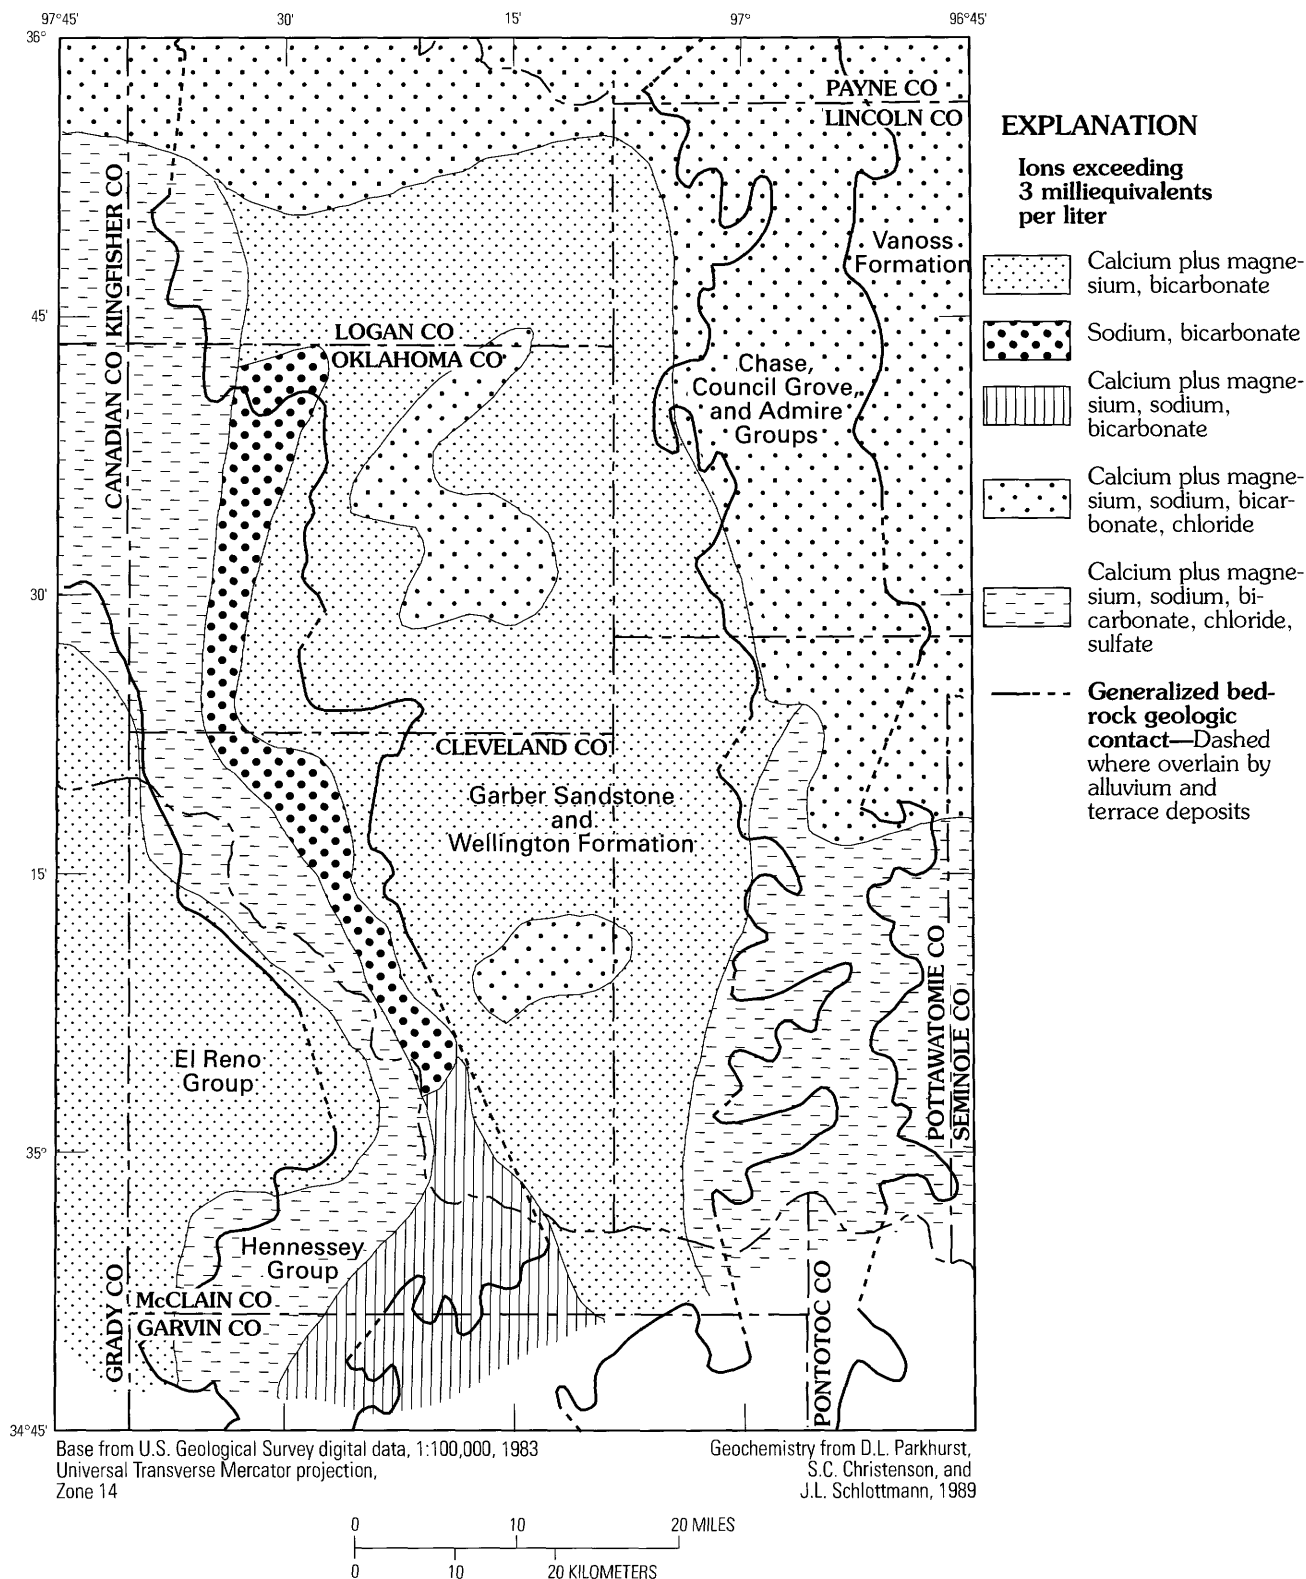 97°45'
30'
15'
97°
96°45'
36°
PAYNE CO
LINCOLN CO
CANADIAN CO KINGFISHER CO
Vanoss
Formation
45'
LOGAN CO
OKLAHOMA CO
Chase,
Council Grove,
and Admire
Groups
30'
CLEVELAND CO
Garber Sandstone
and
Wellington Formation
15'
POTTAWATOMIE CO
SEMINOLE CO
El Reno
Group
35°
Hennessey
Group
GRADY CO
McCLAIN CO
GARVIN CO
PONTOTOC CO
34°45'
EXPLANATION
Ions exceeding
3 milliequivalents
per liter
Calcium plus magne-
sium, bicarbonate
Sodium, bicarbonate
Calcium plus magne-
sium, sodium,
bicarbonate
Calcium plus magne-
sium, sodium, bicar-
bonate, chloride
Calcium plus magne-
sium, sodium, bi-
carbonate, chloride,
sulfate
Generalized bed-
rock geologic
contact—Dashed
where overlain by
alluvium and
terrace deposits
Base from U.S. Geological Survey digital data, 1:100,000, 1983
Universal Transverse Mercator projection,
Zone 14
Geochemistry from D.L. Parkhurst,
S.C. Christenson, and
J.L. Schlottmann, 1989
0 10 20 MILES
0 10 20 KILOMETERS